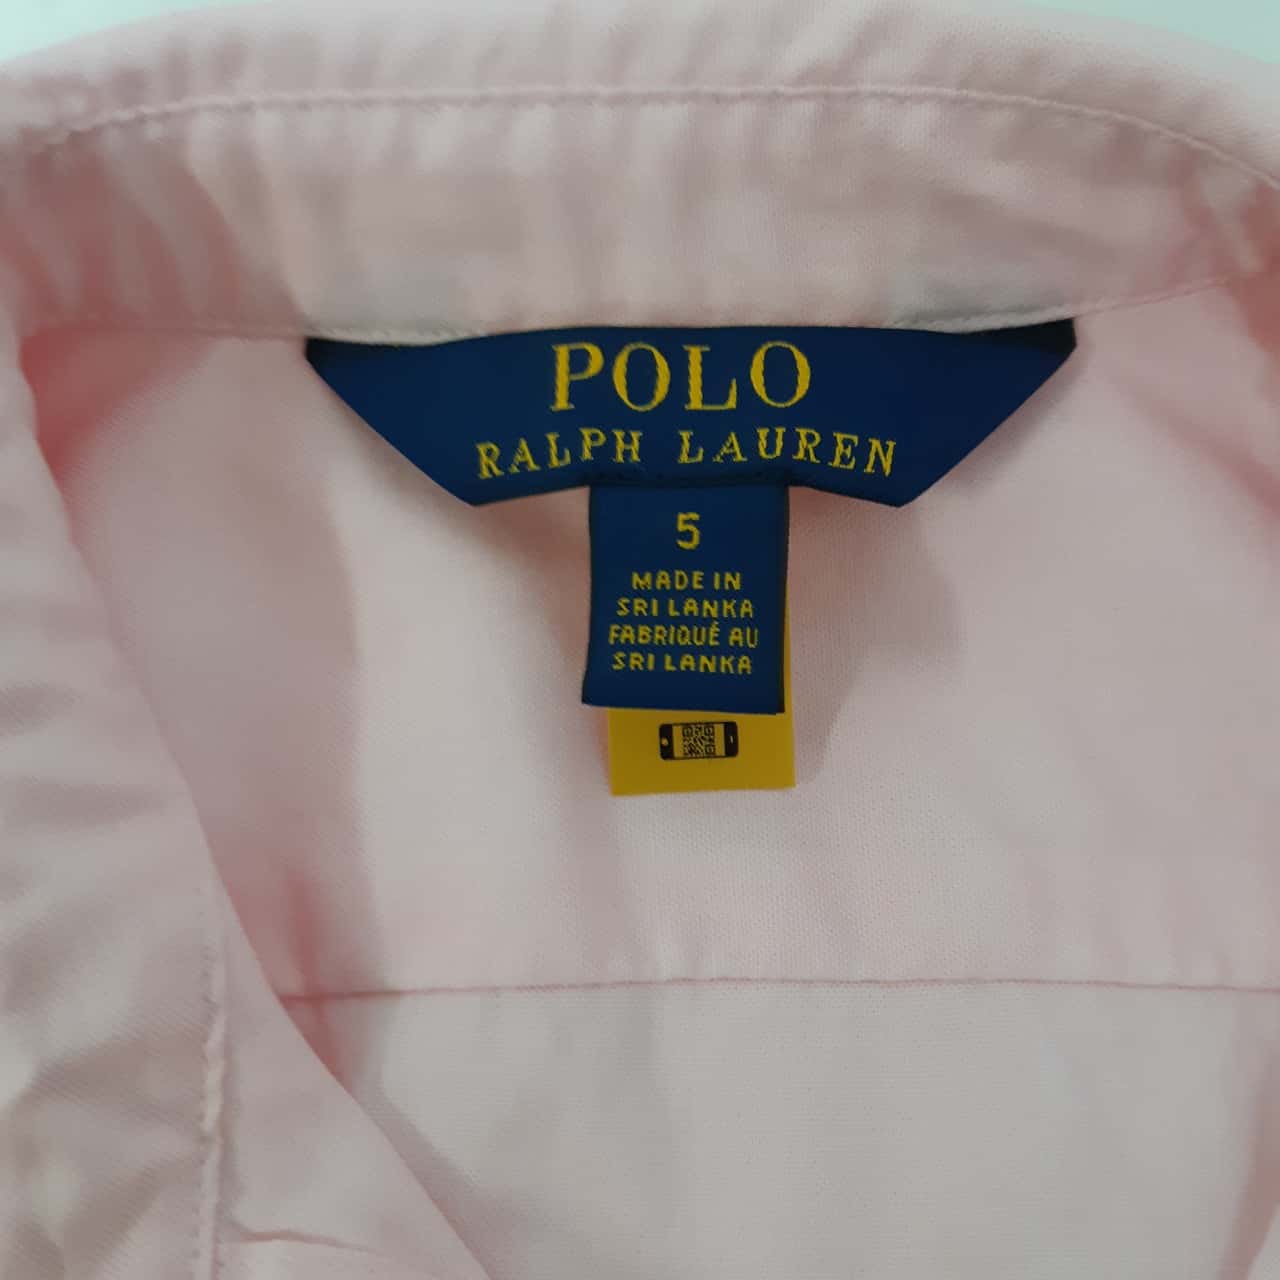 POLO
RALPH LAUREN
5
MADE IN
SRI LANKA
FABRIQUÉ AU
SRI LANKA